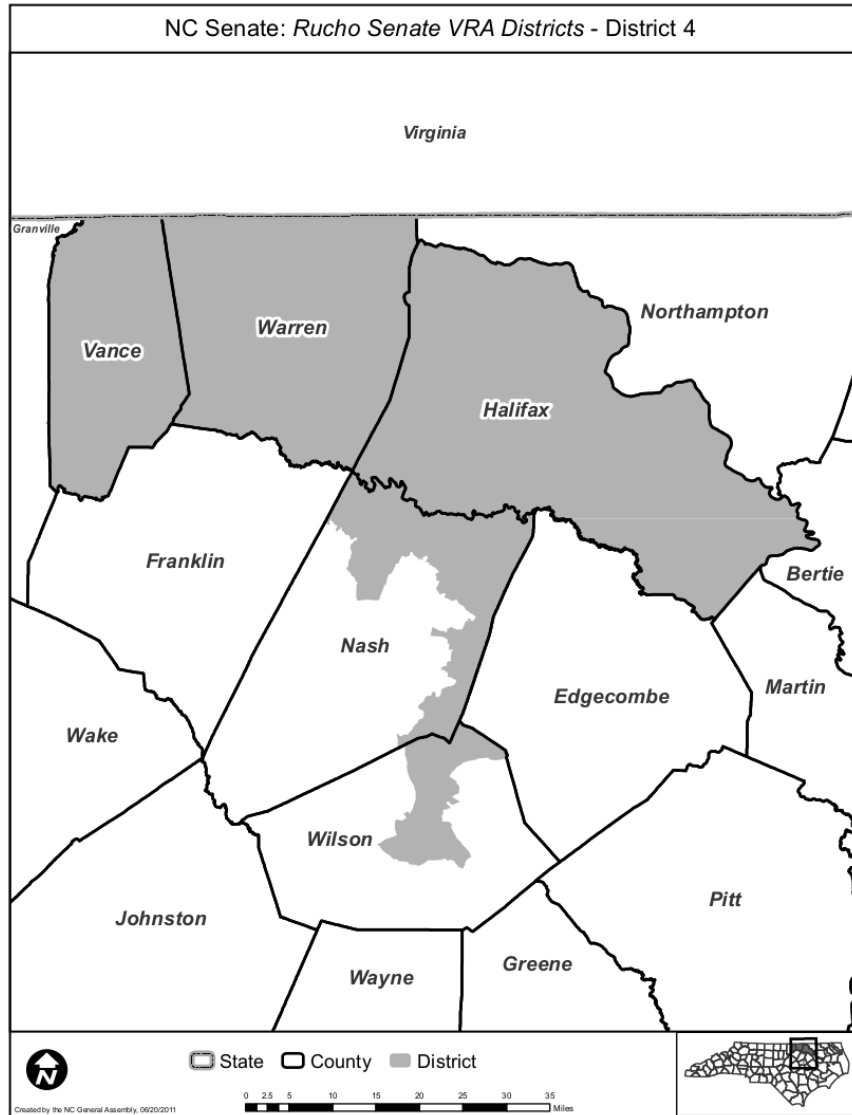 NC Senate: Rucho Senate VRA Districts - District 4
Virginia
Granville
Northampton
Warren
Vance
Halifax
Franklin
Bertie
Nash
Martin
Edgecombe
Wake
Wilson
Pitt
Johnston
Greene
Wayne
State County District
N
0 2.5 5 10 15 20 25 30 35
Miles
Created by the NC General Assembly, 06/20/2011